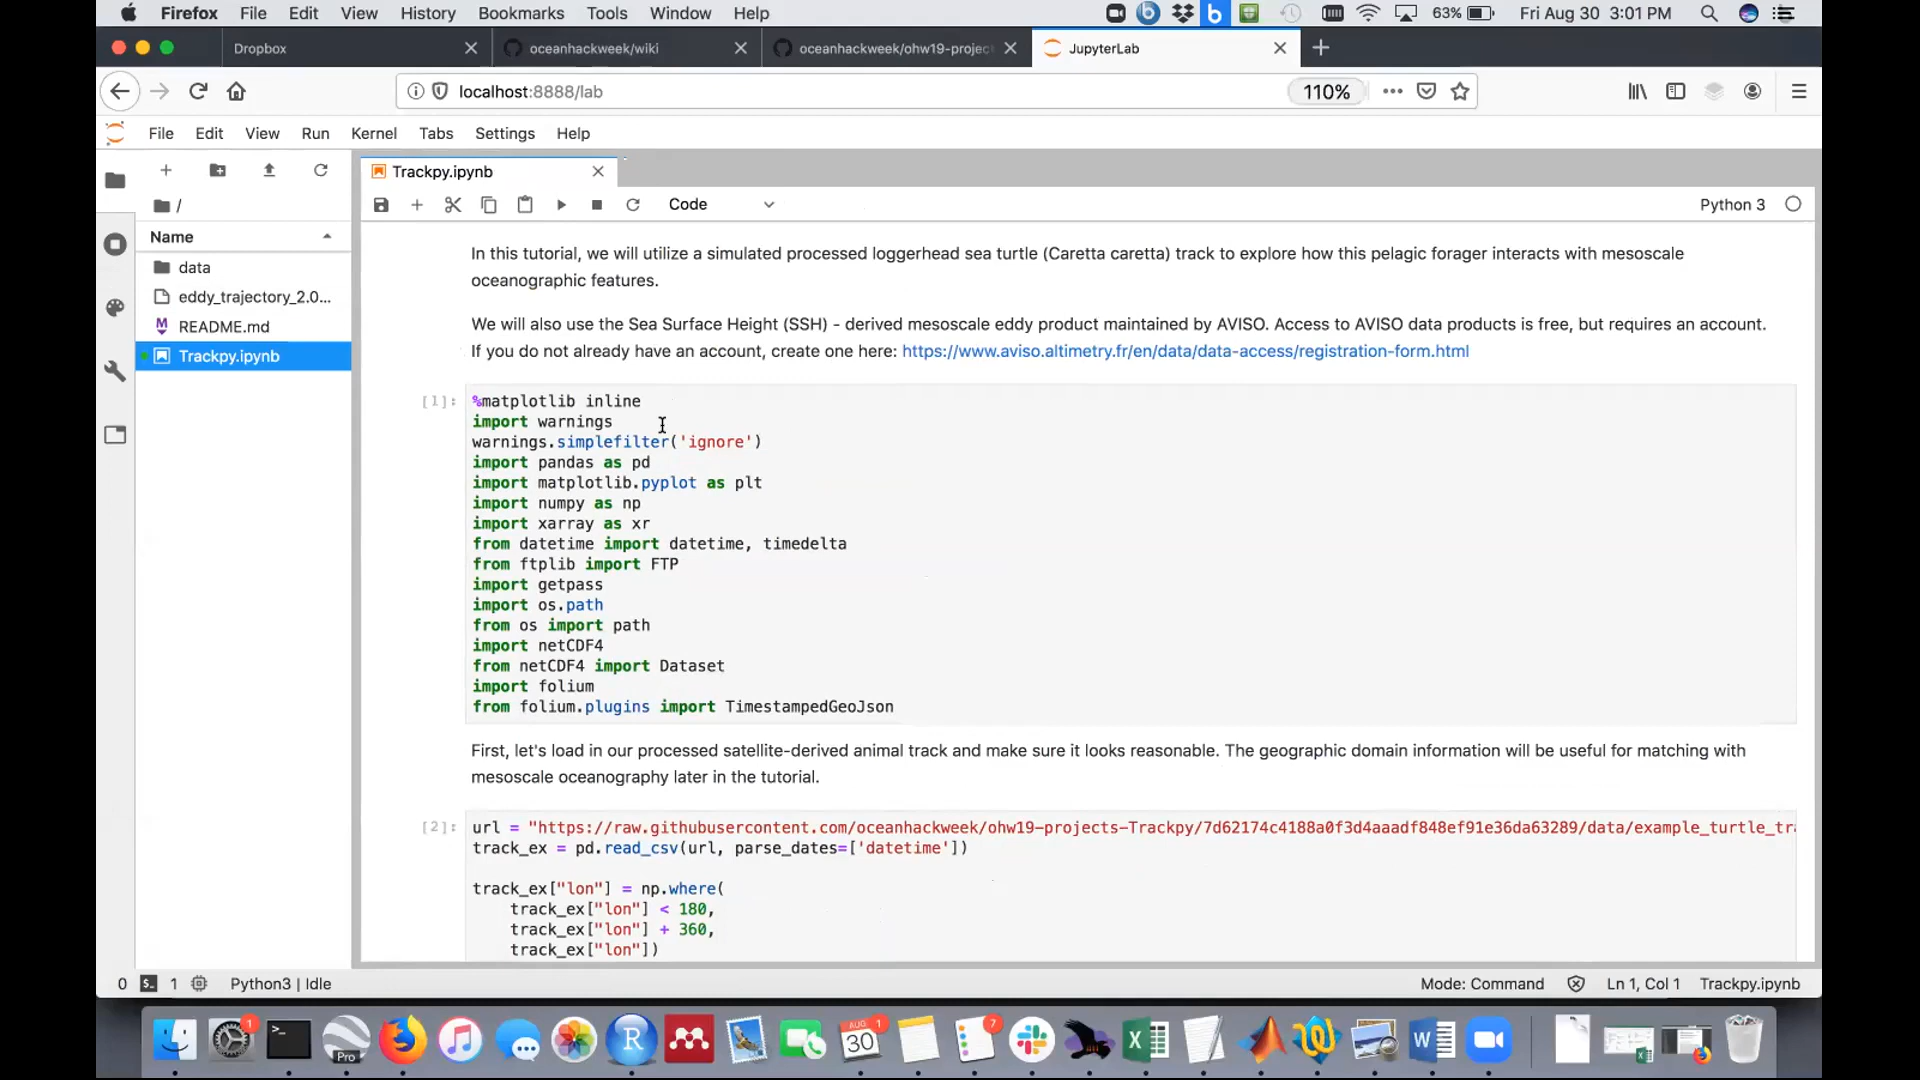 Firefox File Edit View History Bookmarks Tools Window Help 63% Fri Aug 30 3:01 PM
Dropbox oceanhackweek/wiki oceanhackweek/ohw19-projec JupyterLab
localhost:8888/lab 110%
File Edit View Run Kernel Tabs Settings Help
Trackpy.ipynb
/ Code Python 3
Name
data
eddy_trajectory_2.0...
README.md
Trackpy.ipynb
In this tutorial, we will utilize a simulated processed loggerhead sea turtle (Caretta caretta) track to explore how this pelagic forager interacts with mesoscale
oceanographic features.
We will also use the Sea Surface Height (SSH) - derived mesoscale eddy product maintained by AVISO. Access to AVISO data products is free, but requires an account.
If you do not already have an account, create one here: https://www.aviso.altimetry.fr/en/data/data-access/registration-form.html
[1]: %matplotlib inline
import warnings
warnings.simplefilter('ignore')
import pandas as pd
import matplotlib.pyplot as plt
import numpy as np
import xarray as xr
from datetime import datetime, timedelta
from ftplib import FTP
import getpass
import os.path
from os import path
import netCDF4
from netCDF4 import Dataset
import folium
from folium.plugins import TimestampedGeoJson
First, let's load in our processed satellite-derived animal track and make sure it looks reasonable. The geographic domain information will be useful for matching with
mesoscale oceanography later in the tutorial.
[2]: url = "https://raw.githubusercontent.com/oceanhackweek/ohw19-projects-Trackpy/7d62174c4188a0f3d4aaadf848ef91e36da63289/data/example_turtle_tr
track_ex = pd.read_csv(url, parse_dates=['datetime'])
track_ex["lon"] = np.where(
track_ex["lon"] < 180,
track_ex["lon"] + 360,
track_ex["lon"])
0 1 Python3 | Idle Mode: Command Ln 1, Col 1 Trackpy.ipynb
1 Pro AUG 30 1 7 R X W